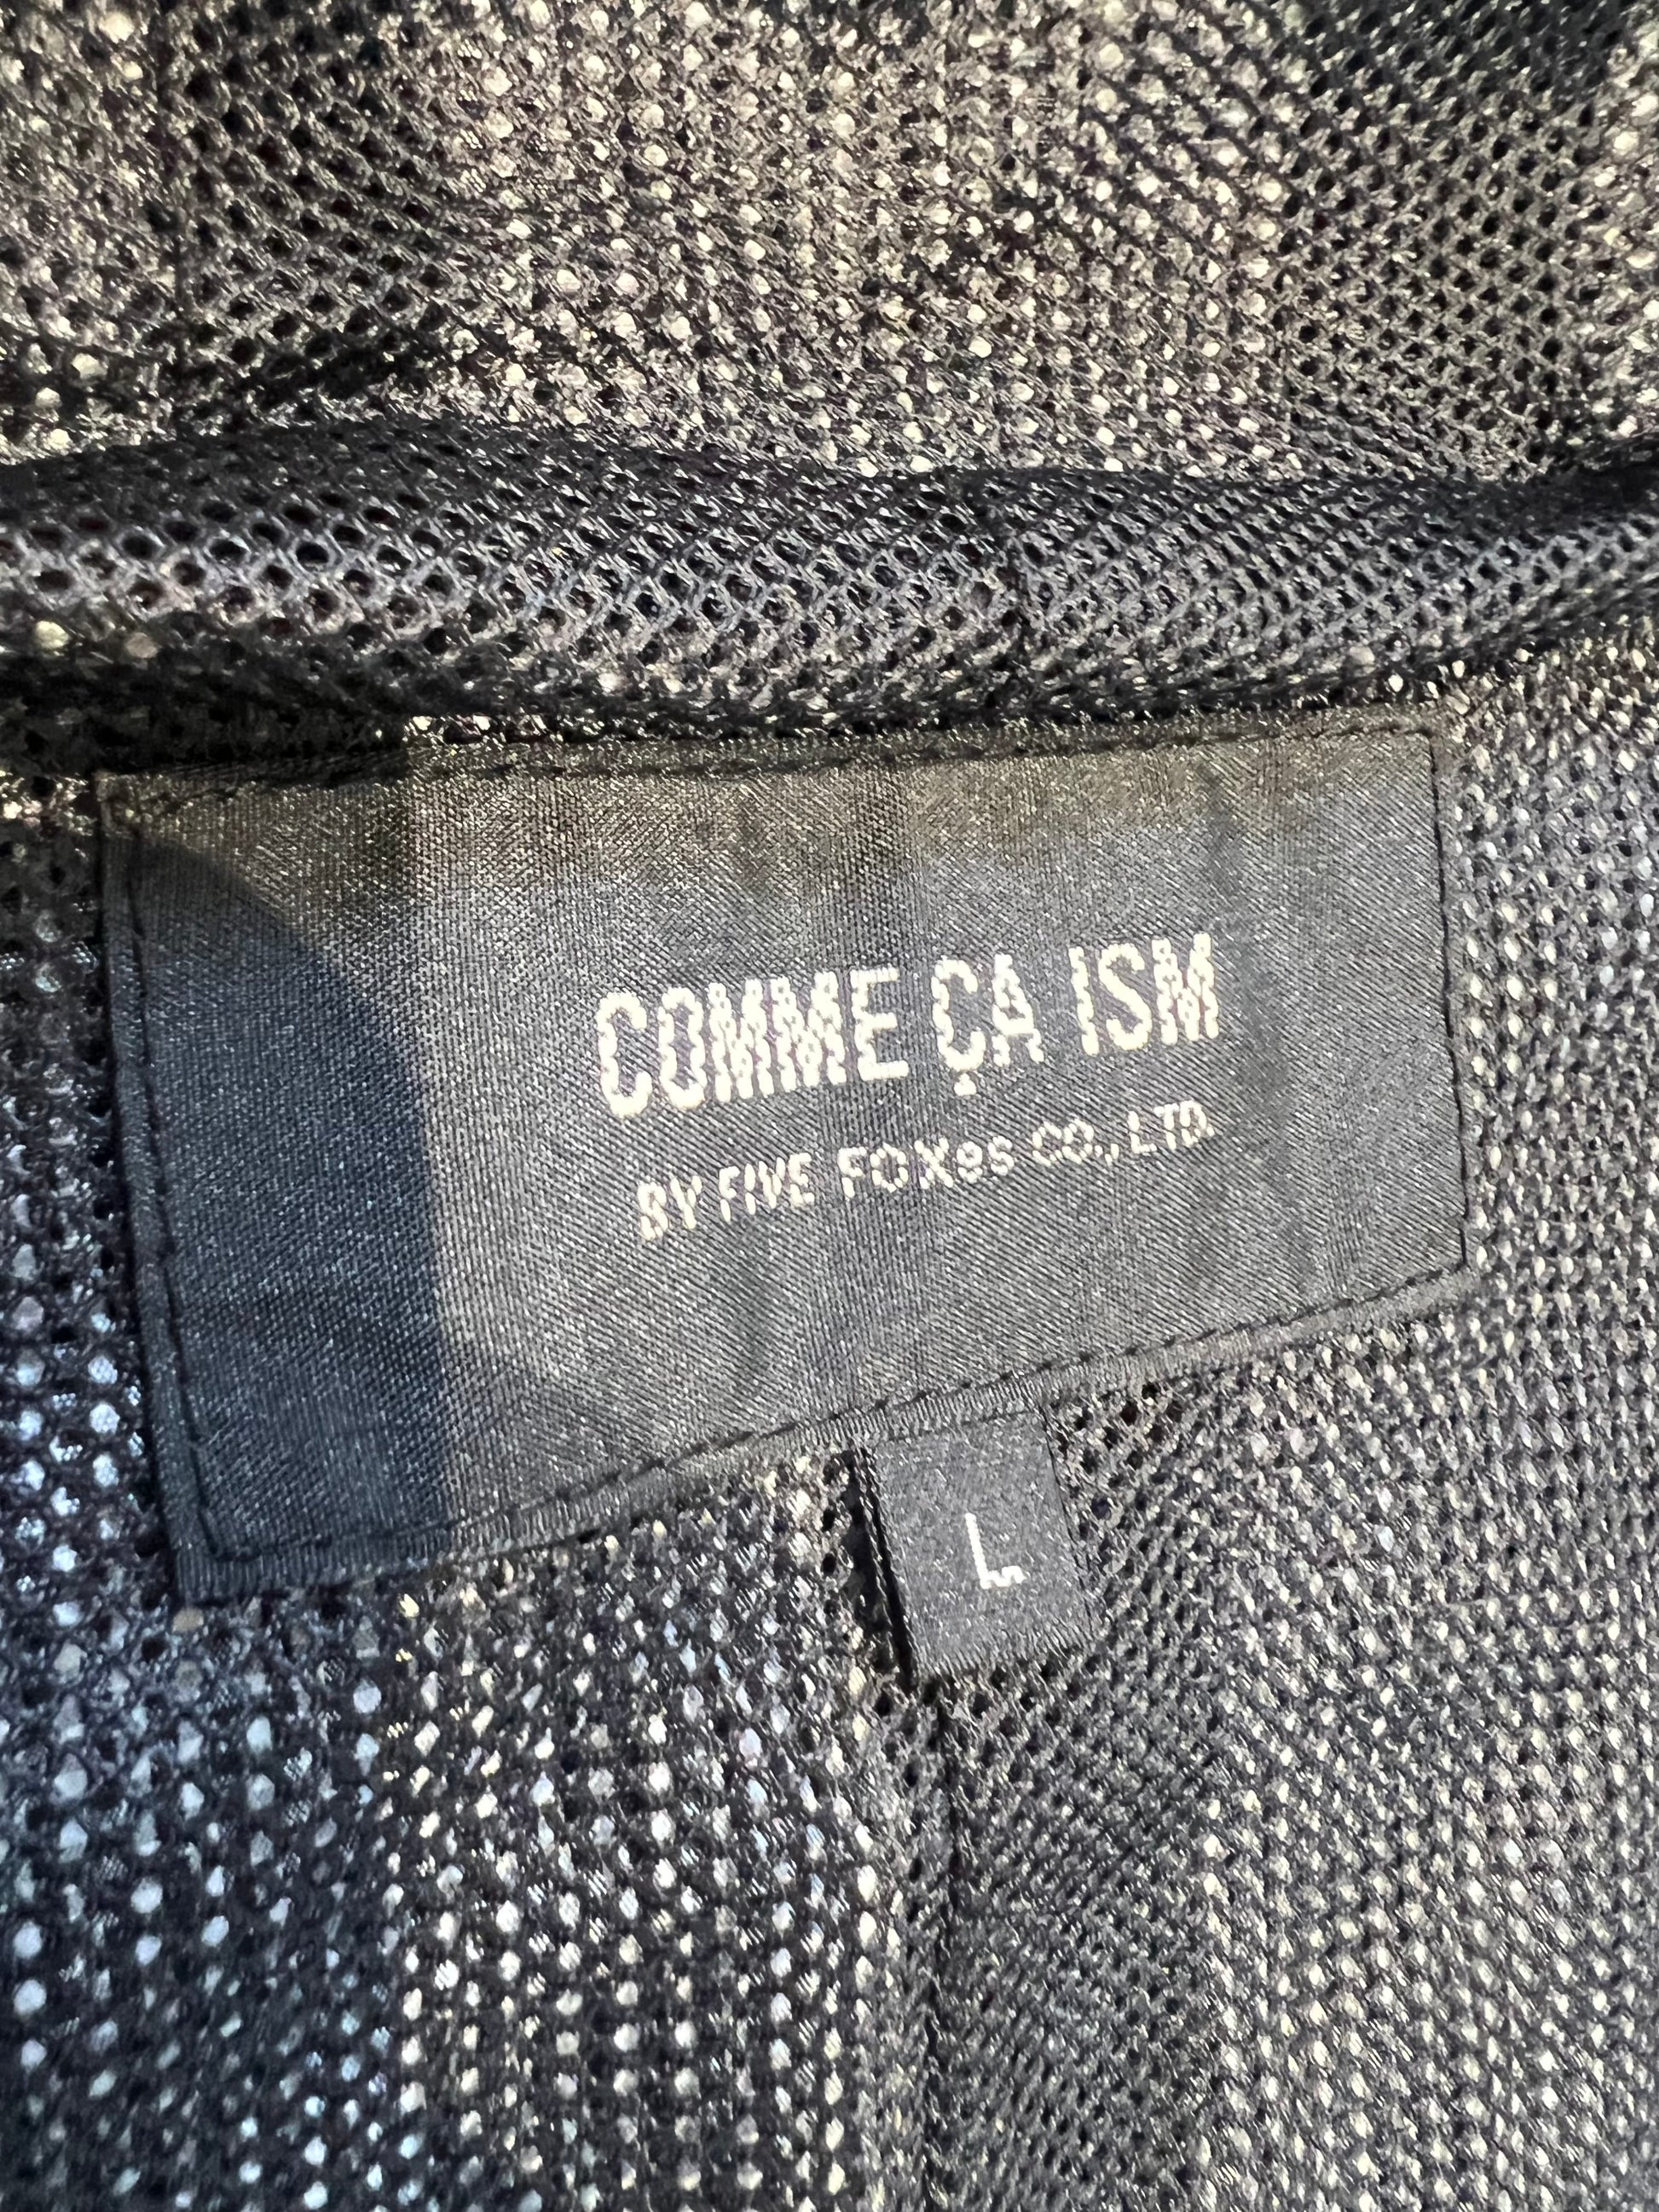 COMME ÇA ISM
BY FIVE FOXes CO., LTD.
L